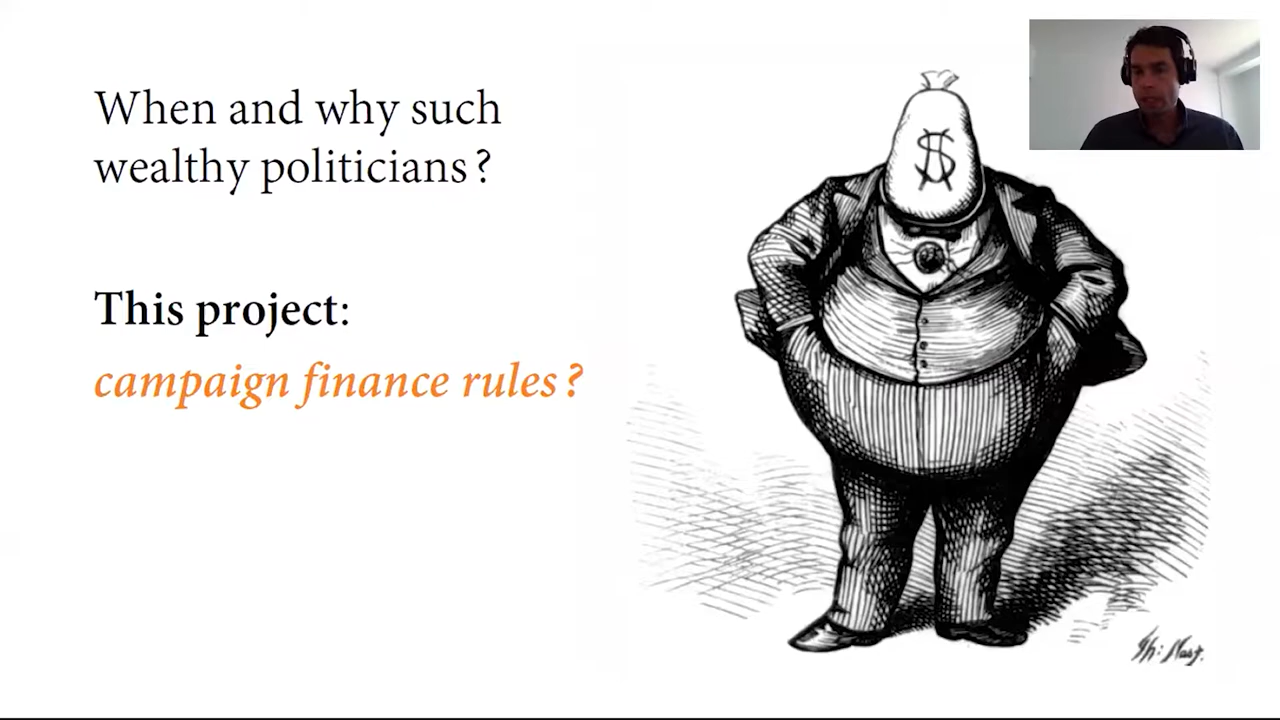 When and why such
wealthy politicians?
This project:
campaign finance rules?
$
Th: Nast.